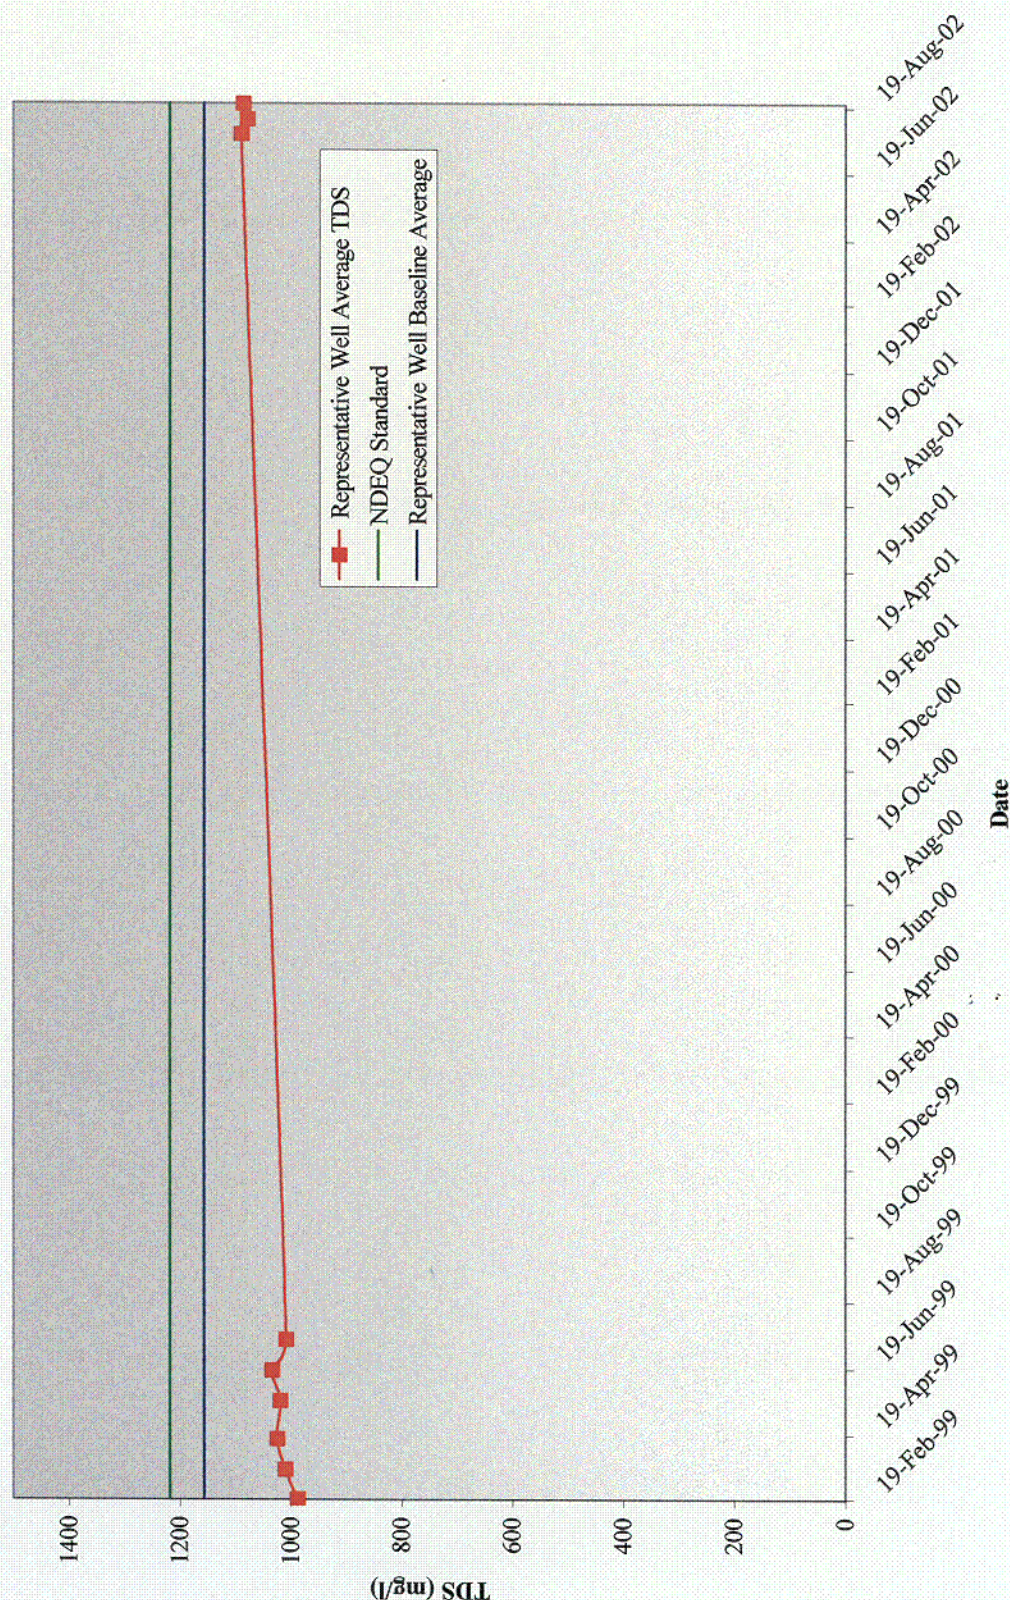 TDS (mg/l)
1400
1200
1000
800
600
400
200
0
Representative Well Average TDS
NDEQ Standard
Representative Well Baseline Average
19-Feb-99
19-Apr-99
19-Jun-99
19-Aug-99
19-Oct-99
19-Dec-99
19-Feb-00
19-Apr-00
19-Jun-00
19-Aug-00
19-Oct-00
19-Dec-00
19-Feb-01
19-Apr-01
19-Jun-01
19-Aug-01
19-Oct-01
19-Dec-01
19-Feb-02
19-Apr-02
19-Jun-02
19-Aug-02
Date